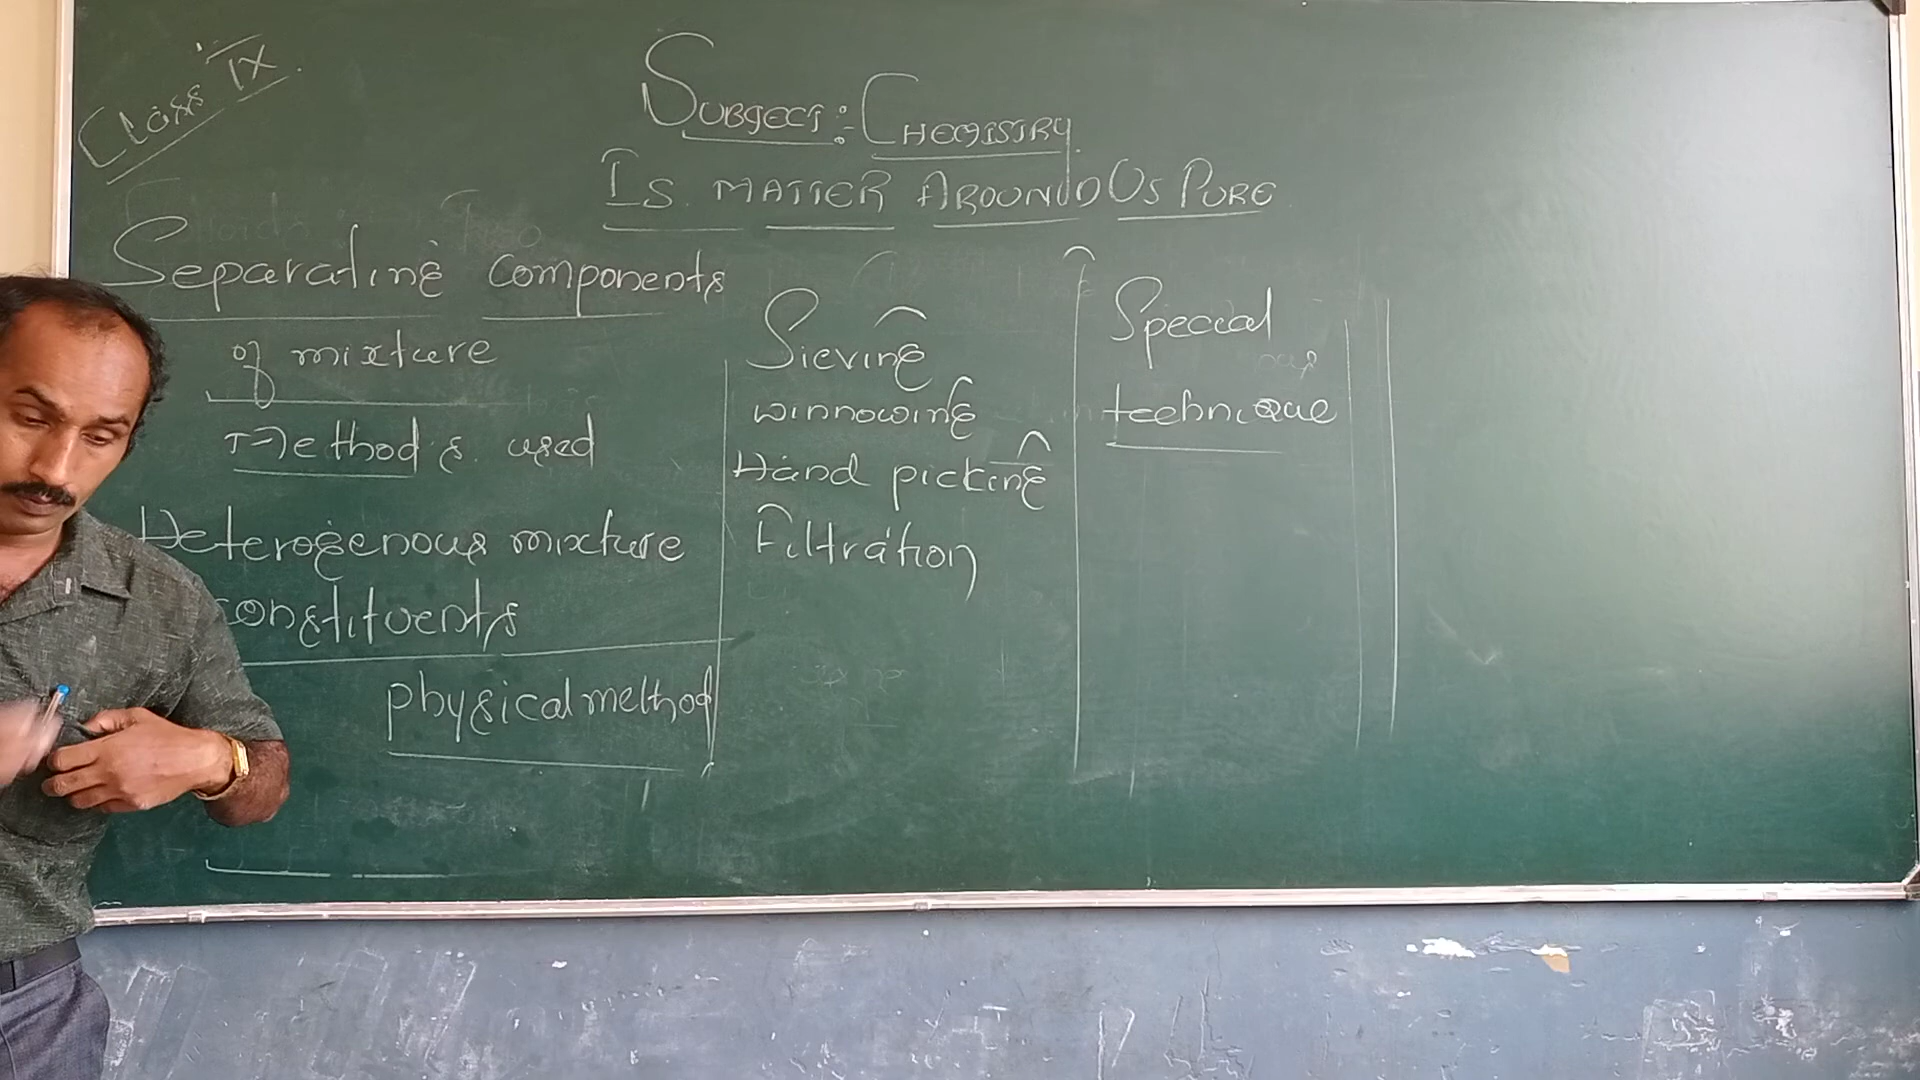 Class IX.
SUBJECT:- CHEMISTRY.
IS MATTER AROUND US PURE
Separating components
of mixture
Methods used
Heterogenous mixture
constituents
physical method
Sieving
winnowing
Hand picking
Filtration
Special
technique